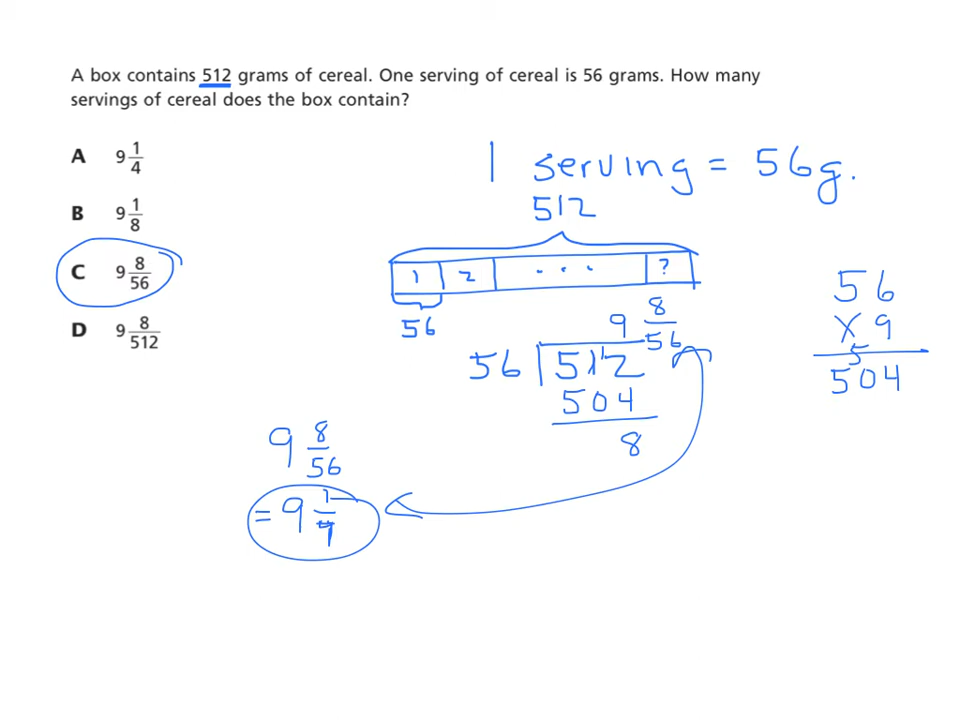 A box contains 512 grams of cereal. One serving of cereal is 56 grams. How many
servings of cereal does the box contain?
A 9 1/4
B 9 1/8
C 9 8/56
D 9 8/512
1 serving = 56g.
512
1 2 . . . ?
56
9 8/56
56 512
504
8
56
x 9
5
504
9 8/56
= 9 1/7